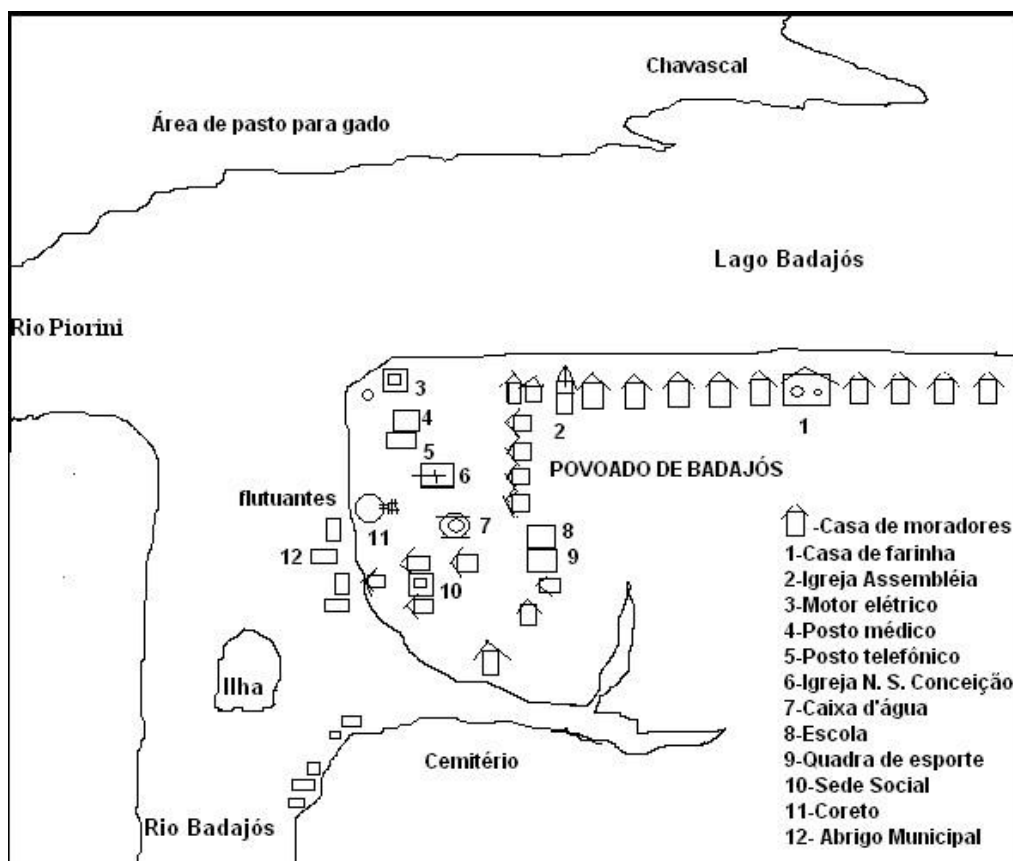 Chavascal
Área de pasto para gado
Lago Badajós
Rio Piorini
3
4
5
2
1
POVOADO DE BADAJÓS
6
flutuantes
11
7
8
12
9
10
-Casa de moradores
1-Casa de farinha
2-Igreja Assembléia
3-Motor elétrico
4-Posto médico
5-Posto telefônico
6-Igreja N. S. Conceição
7-Caixa d'água
8-Escola
9-Quadra de esporte
10-Sede Social
11-Coreto
12- Abrigo Municipal
Ilha
Cemitério
Rio Badajós